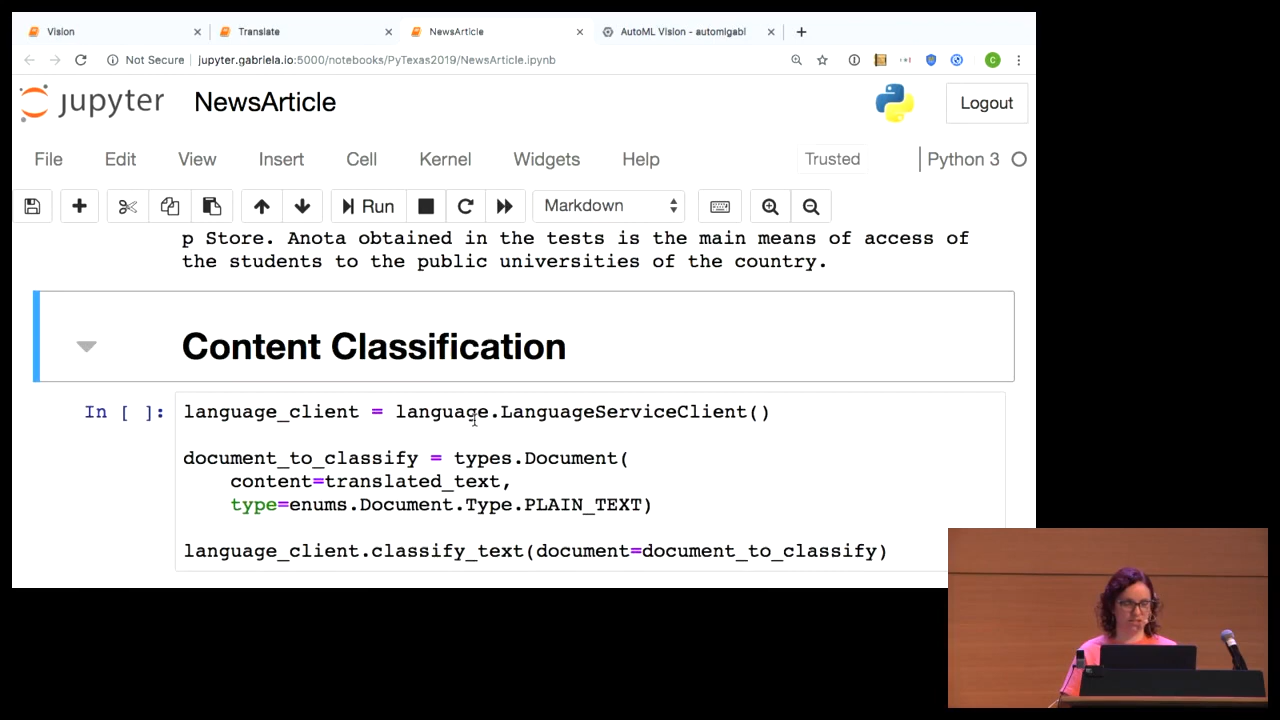 Vision
Translate
NewsArticle
AutoML Vision - automlgabl
Not Secure
jupyter.gabriela.io:5000/notebooks/PyTexas2019/NewsArticle.ipynb
C
jupyter
NewsArticle
Logout
File
Edit
View
Insert
Cell
Kernel
Widgets
Help
Trusted
Python 3
Run
Markdown
p Store. Anota obtained in the tests is the main means of access of
the students to the public universities of the country.
Content Classification
In [ ]:
language_client = language.LanguageServiceClient()
document_to_classify = types.Document(
content=translated_text,
type=enums.Document.Type.PLAIN_TEXT)
language_client.classify_text(document=document_to_classify)